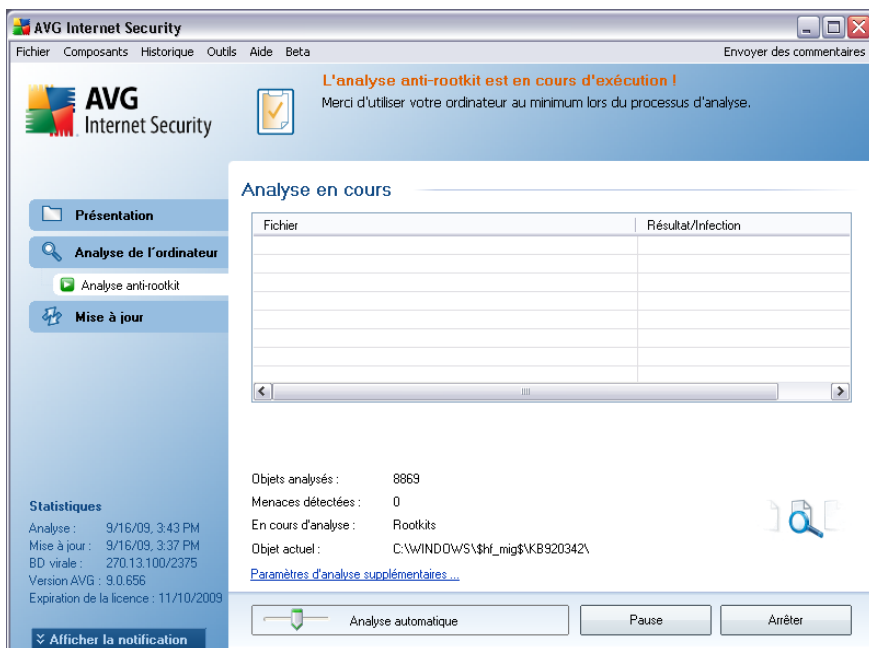 AVG Internet Security
Fichier Composants Historique Outils Aide Beta Envoyer des commentaires
AVG
Internet Security
L'analyse anti-rootkit est en cours d'exécution !
Merci d'utiliser votre ordinateur au minimum lors du processus d'analyse.
Présentation
Analyse de l'ordinateur
Analyse anti-rootkit
Mise à jour
Analyse en cours
Fichier Résultat/Infection
Objets analysés : 8869
Menaces détectées : 0
En cours d'analyse : Rootkits
Objet actuel : C:\WINDOWS\$hf_mig$\KB920342\
Paramètres d'analyse supplémentaires ...
Statistiques
Analyse : 9/16/09, 3:43 PM
Mise à jour : 9/16/09, 3:37 PM
BD virale : 270.13.100/2375
Version AVG : 9.0.656
Expiration de la licence : 11/10/2009
Afficher la notification
Analyse automatique Pause Arrêter